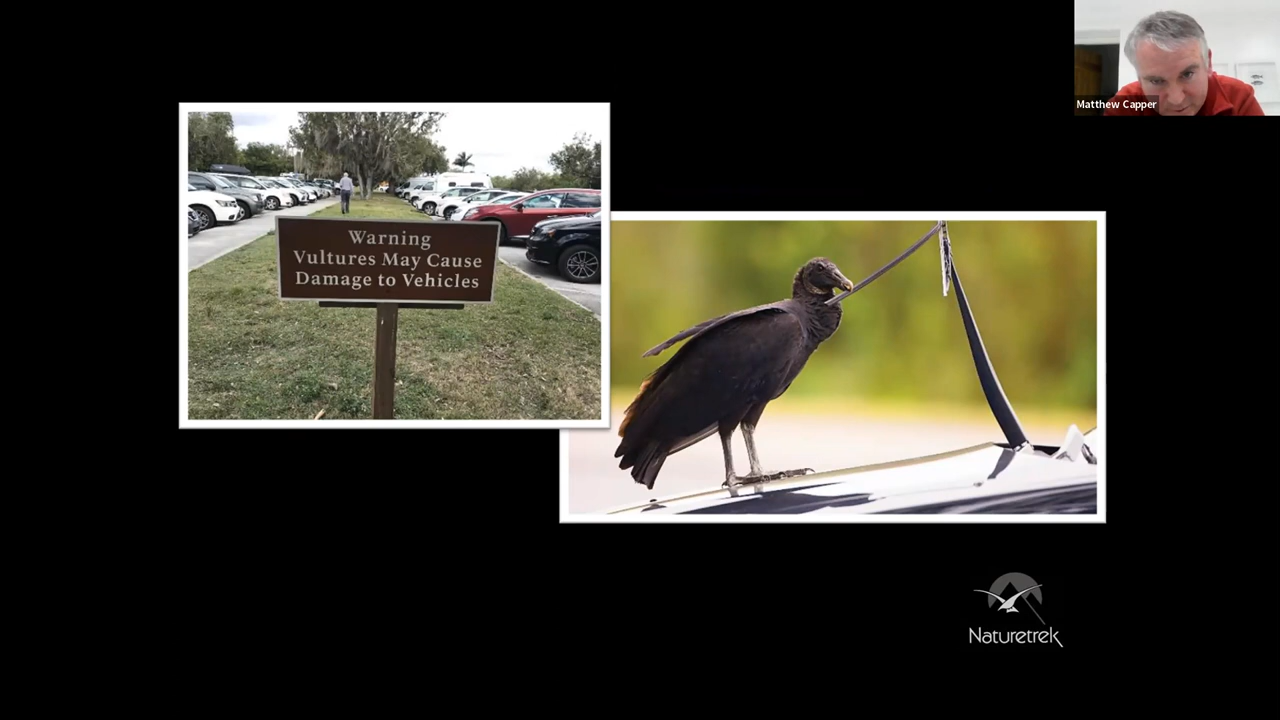 Matthew Capper
Warning
Vultures May Cause
Damage to Vehicles
Naturetrek